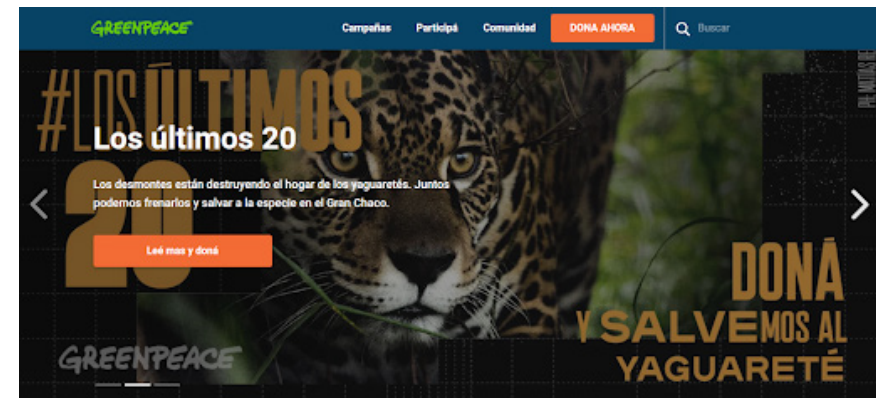 GREENPEACE
Campañas
Participá
Comunidad
DONA AHORA
Buscar
#LOS ÚLTIMOS
20
Los últimos 20
Los desmontes están destruyendo el hogar de los yaguaretés. Juntos
podemos frenarlos y salvar a la especie en el Gran Chaco.
Leé mas y doná
DONÁ
Y SALVEMOS AL
YAGUARETÉ
GREENPEACE